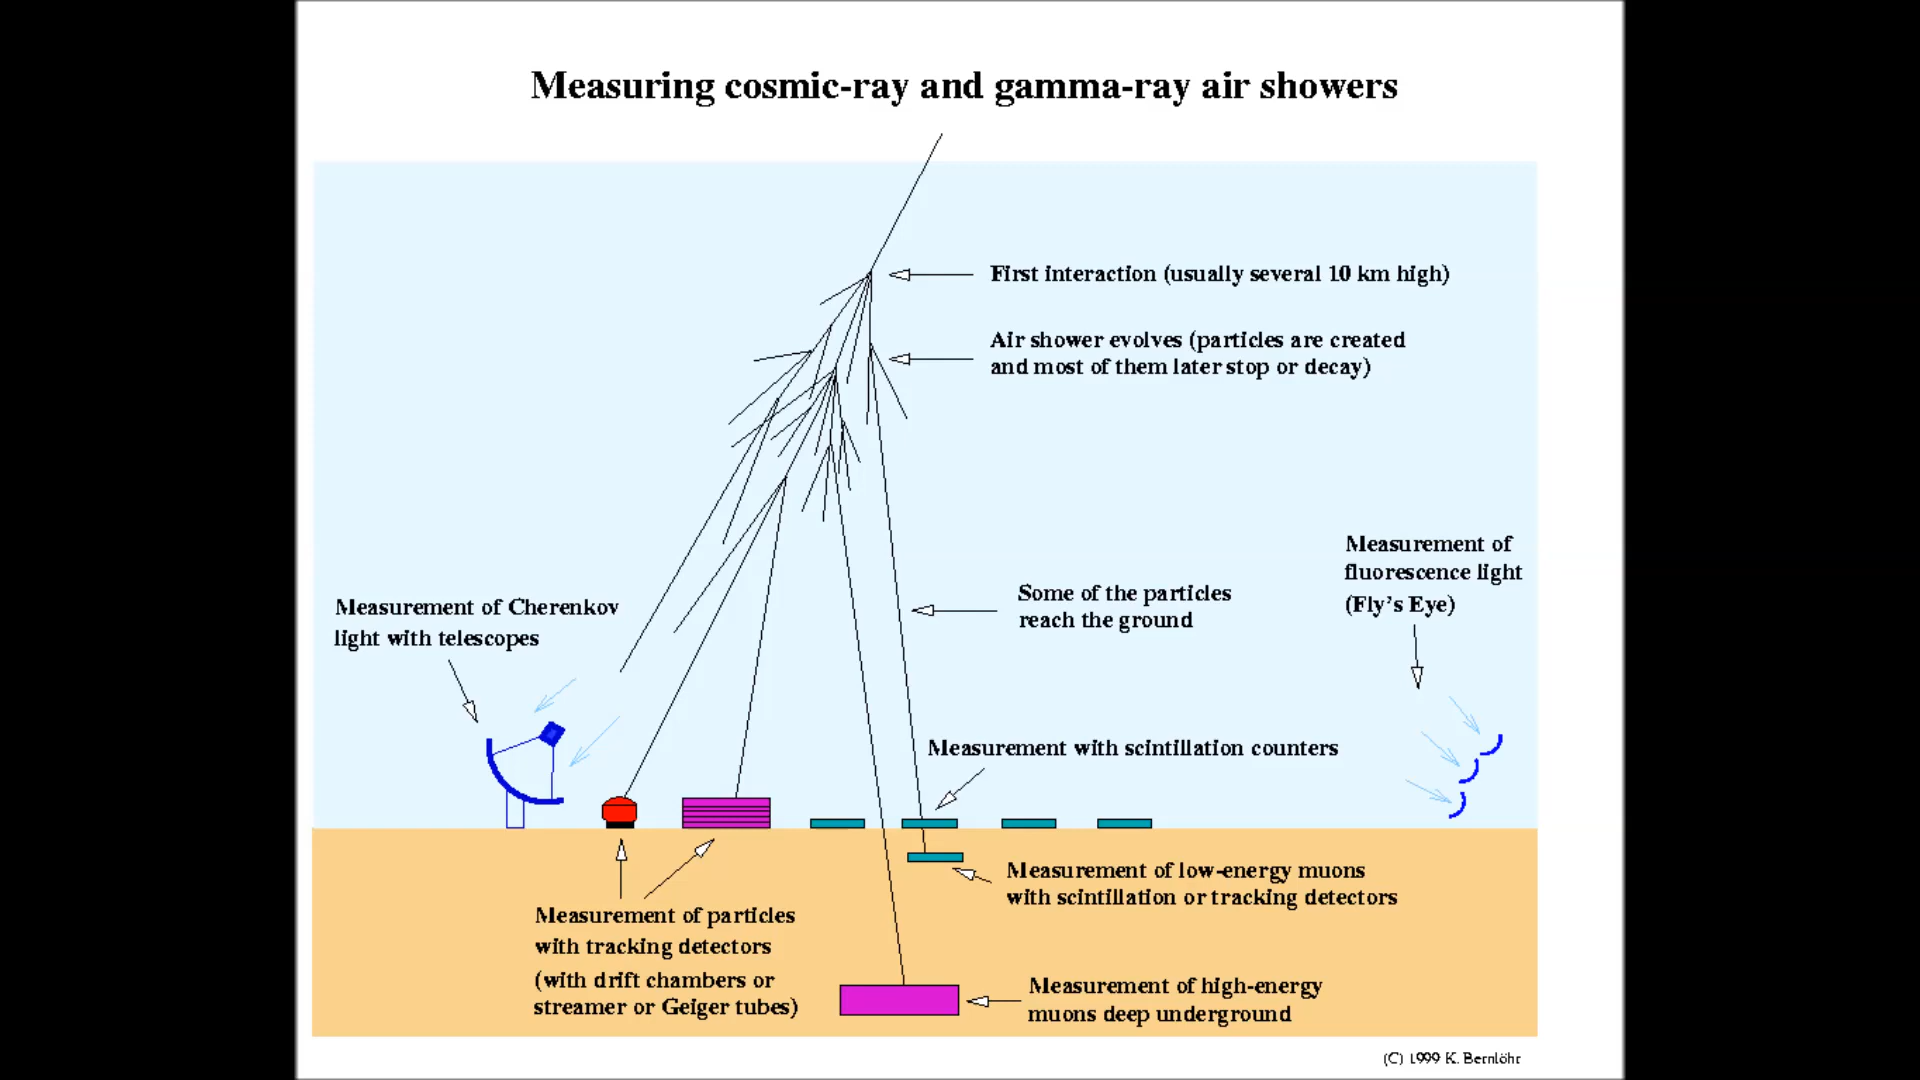 Measuring cosmic-ray and gamma-ray air showers
First interaction (usually several 10 km high)
Air shower evolves (particles are created
and most of them later stop or decay)
Measurement of
fluorescence light
(Fly's Eye)
Some of the particles
reach the ground
Measurement of Cherenkov
light with telescopes
Measurement with scintillation counters
Measurement of low-energy muons
with scintillation or tracking detectors
Measurement of particles
with tracking detectors
(with drift chambers or
streamer or Geiger tubes)
Measurement of high-energy
muons deep underground
(C) 1999 K. Bernlöhr